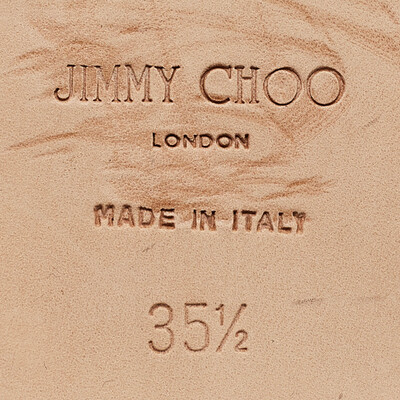 JIMMY CHOO
LONDON
MADE IN ITALY
35½